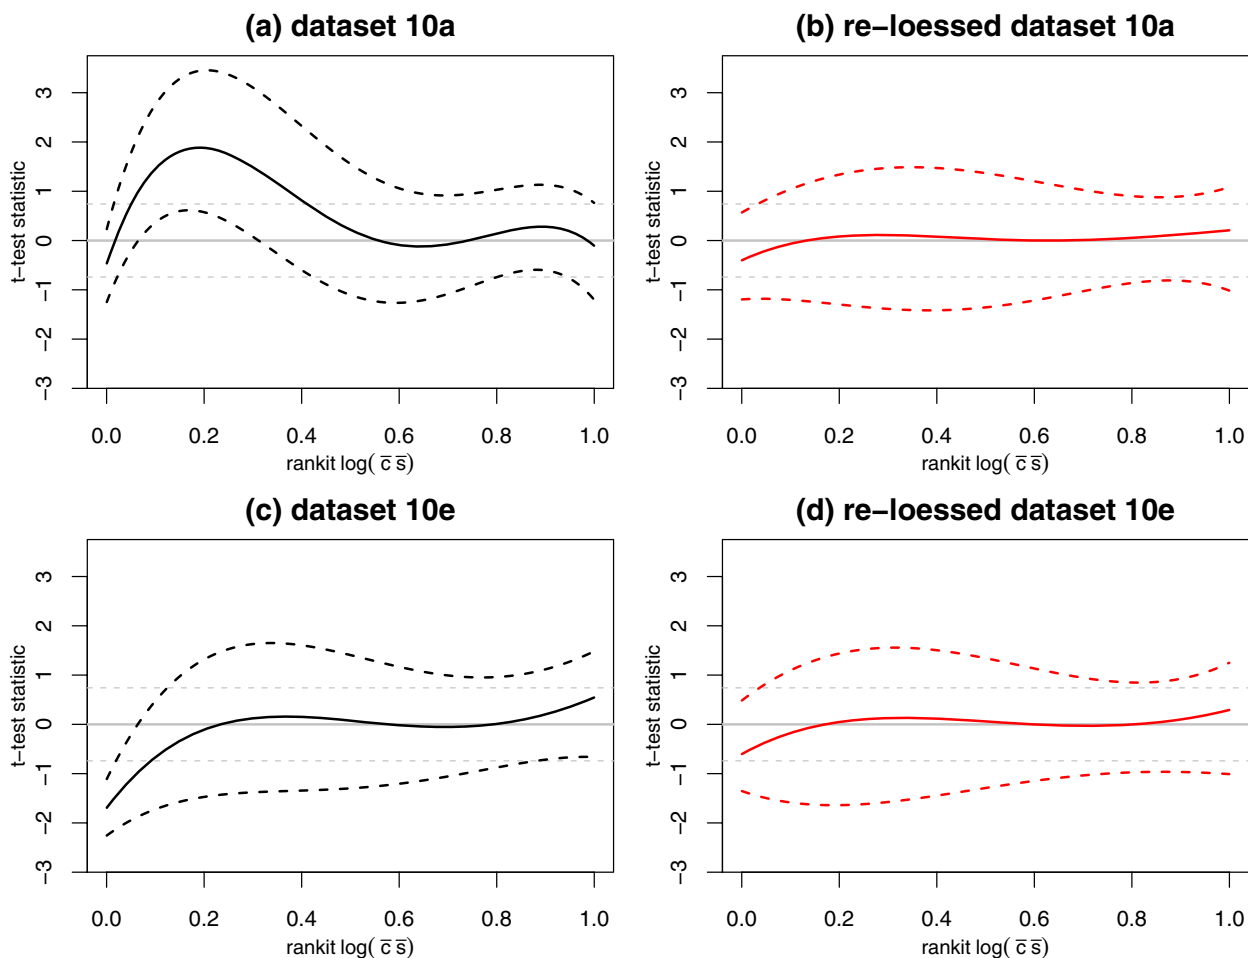 (a) dataset 10a
t−test statistic
3
2
1
0
−1
−2
−3
0.0 0.2 0.4 0.6 0.8 1.0
rankit log( c̅ s̅)
(b) re−loessed dataset 10a
t−test statistic
3
2
1
0
−1
−2
−3
0.0 0.2 0.4 0.6 0.8 1.0
rankit log( c̅ s̅)
(c) dataset 10e
t−test statistic
3
2
1
0
−1
−2
−3
0.0 0.2 0.4 0.6 0.8 1.0
rankit log( c̅ s̅)
(d) re−loessed dataset 10e
t−test statistic
3
2
1
0
−1
−2
−3
0.0 0.2 0.4 0.6 0.8 1.0
rankit log( c̅ s̅)